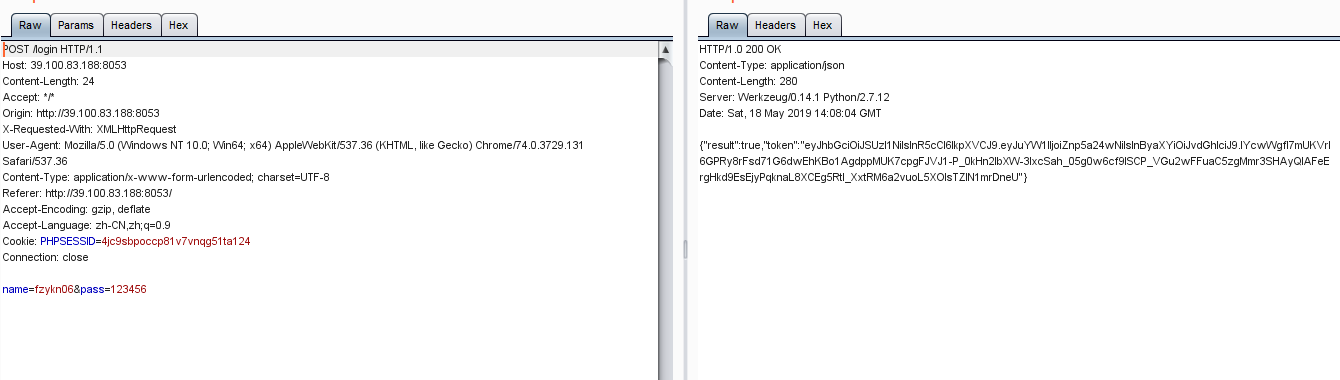 Raw Params Headers Hex
POST /login HTTP/1.1
Host: 39.100.83.188:8053
Content-Length: 24
Accept: */*
Origin: http://39.100.83.188:8053
X-Requested-With: XMLHttpRequest
User-Agent: Mozilla/5.0 (Windows NT 10.0; Win64; x64) AppleWebKit/537.36 (KHTML, like Gecko) Chrome/74.0.3729.131
Safari/537.36
Content-Type: application/x-www-form-urlencoded; charset=UTF-8
Referer: http://39.100.83.188:8053/
Accept-Encoding: gzip, deflate
Accept-Language: zh-CN,zh;q=0.9
Cookie: PHPSESSID=4jc9sbpoccp81v7vnqg51ta124
Connection: close
name=fzykn06&pass=123456
Raw Headers Hex
HTTP/1.0 200 OK
Content-Type: application/json
Content-Length: 280
Server: Werkzeug/0.14.1 Python/2.7.12
Date: Sat, 18 May 2019 14:08:04 GMT
{"result":true,"token":"eyJhbGciOiJSUzI1NiIsInR5cCI6IkpXVCJ9.eyJuYW1lIjoiZnp5a24wNiIsInByaXYiOiJvdGhlciJ9.